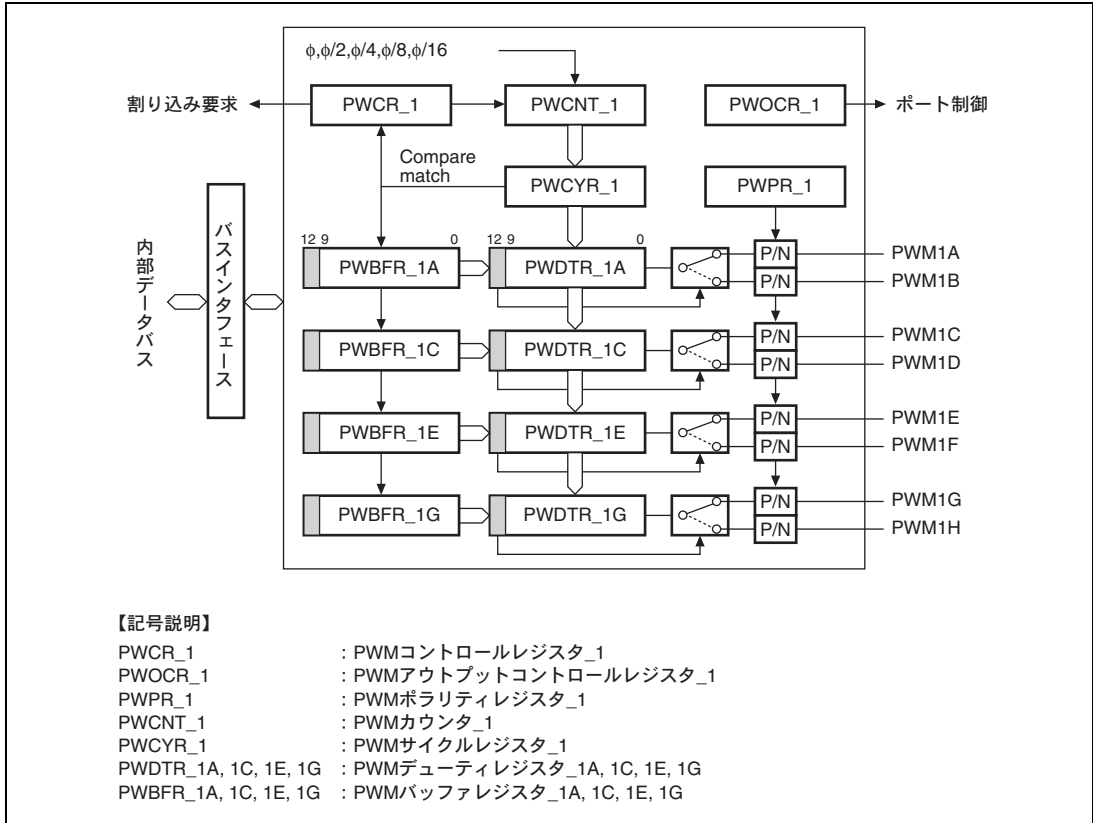 φ,φ/2,φ/4,φ/8,φ/16
割り込み要求
PWCR_1
PWCNT_1
PWOCR_1
ポート制御
Compare
match
PWCYR_1
PWPR_1
内部データバス
バスインタフェース
12 9 0
12 9 0
PWBFR_1A
PWDTR_1A
P/N
PWM1A
P/N
PWM1B
PWBFR_1C
PWDTR_1C
P/N
PWM1C
P/N
PWM1D
PWBFR_1E
PWDTR_1E
P/N
PWM1E
P/N
PWM1F
PWBFR_1G
PWDTR_1G
P/N
PWM1G
P/N
PWM1H
【記号説明】
PWCR_1 : PWMコントロールレジスタ_1
PWOCR_1 : PWMアウトプットコントロールレジスタ_1
PWPR_1 : PWMポラリティレジスタ_1
PWCNT_1 : PWMカウンタ_1
PWCYR_1 : PWMサイクルレジスタ_1
PWDTR_1A, 1C, 1E, 1G : PWMデューティレジスタ_1A, 1C, 1E, 1G
PWBFR_1A, 1C, 1E, 1G : PWMバッファレジスタ_1A, 1C, 1E, 1G